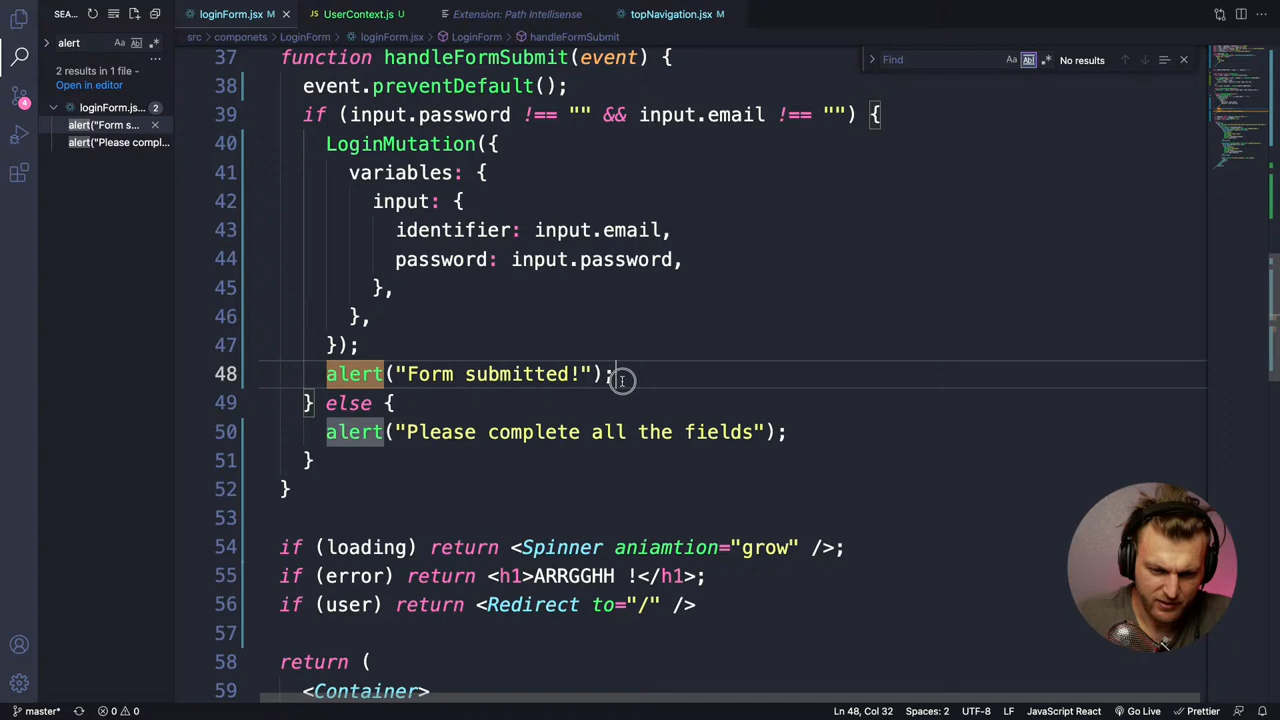 SEA...
loginForm.jsx M
UserContext.js M
Extension: Path Intellisense
topNavigation.jsx M
alert
Aa ab
src > componets > LoginForm > loginForm.jsx > LoginForm > handleFormSubmit
2 results in 1 file -
Open in editor
loginForm.j... 2
alert("Form s...
alert("Please compl...
Find
Aa ab
No results
37 function handleFormSubmit(event) {
38 event.preventDefault();
39 if (input.password !== "" && input.email !== "") {
40 LoginMutation({
41 variables: {
42 input: {
43 identifier: input.email,
44 password: input.password,
45 },
46 },
47 });
48 alert("Form submitted!");
49 } else {
50 alert("Please complete all the fields");
51 }
52 }
53
54 if (loading) return <Spinner aniamtion="grow" />;
55 if (error) return <h1>ARRGGHH !</h1>;
56 if (user) return <Redirect to="/" />
57
58 return (
59 <Container>
4
master* 0 0
Ln 48, Col 32 Spaces: 2 UTF-8 LF JavaScript React Go Live Prettier